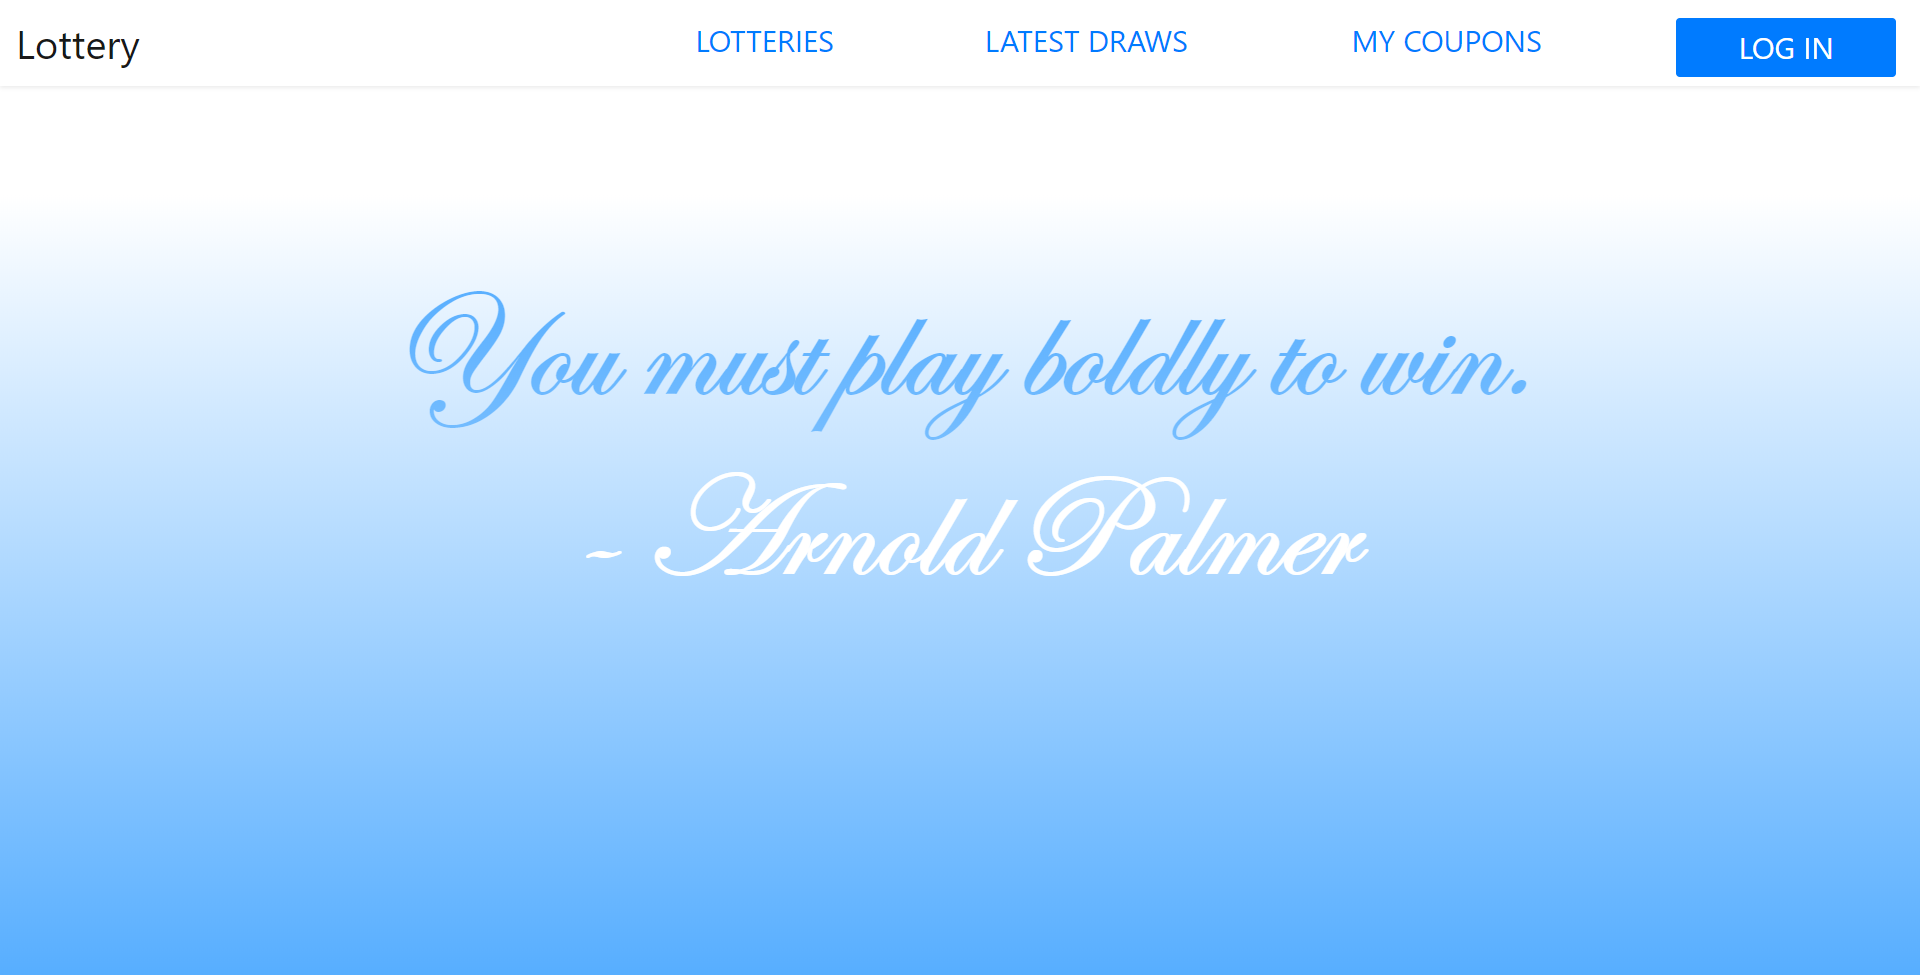 Lottery
LOTTERIES
LATEST DRAWS
MY COUPONS
LOG IN
You must play boldly to win.
- Arnold Palmer